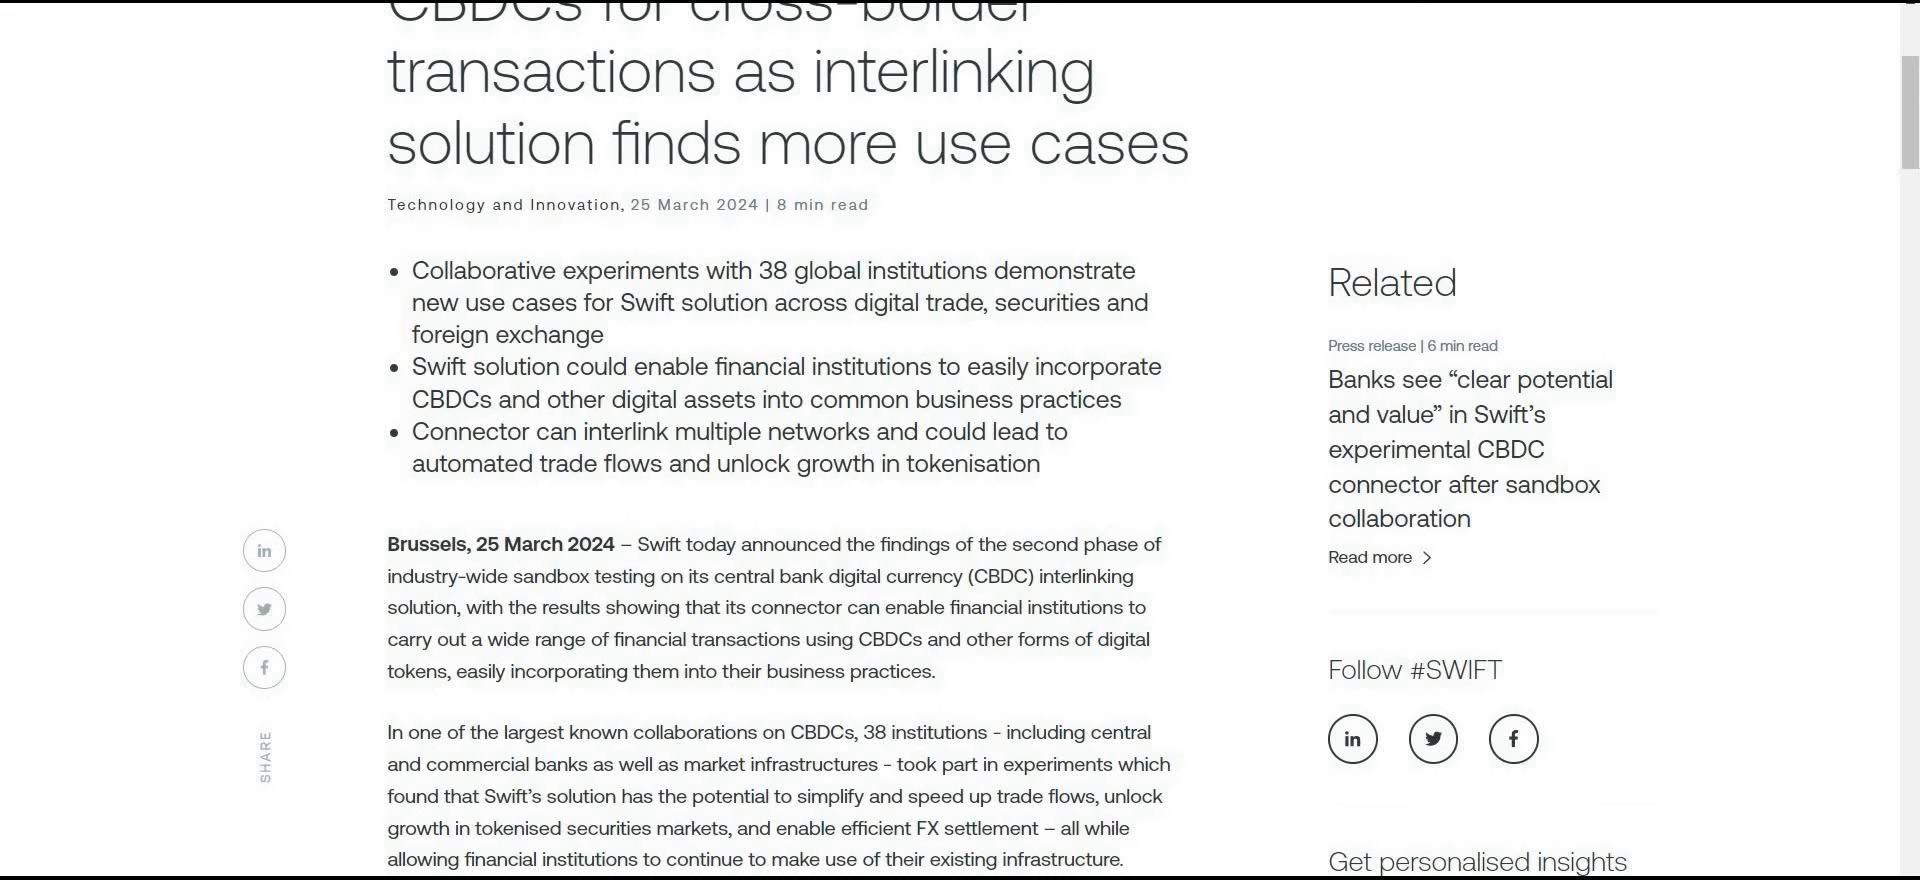 CBDCs for cross-border
transactions as interlinking
solution finds more use cases
Technology and Innovation, 25 March 2024 | 8 min read
• Collaborative experiments with 38 global institutions demonstrate
new use cases for Swift solution across digital trade, securities and
foreign exchange
• Swift solution could enable financial institutions to easily incorporate
CBDCs and other digital assets into common business practices
• Connector can interlink multiple networks and could lead to
automated trade flows and unlock growth in tokenisation
Brussels, 25 March 2024 – Swift today announced the findings of the second phase of
industry-wide sandbox testing on its central bank digital currency (CBDC) interlinking
solution, with the results showing that its connector can enable financial institutions to
carry out a wide range of financial transactions using CBDCs and other forms of digital
tokens, easily incorporating them into their business practices.
In one of the largest known collaborations on CBDCs, 38 institutions - including central
and commercial banks as well as market infrastructures - took part in experiments which
found that Swift’s solution has the potential to simplify and speed up trade flows, unlock
growth in tokenised securities markets, and enable efficient FX settlement – all while
allowing financial institutions to continue to make use of their existing infrastructure.
SHARE
Related
Press release | 6 min read
Banks see “clear potential
and value” in Swift’s
experimental CBDC
connector after sandbox
collaboration
Read more
Follow #SWIFT
Get personalised insights